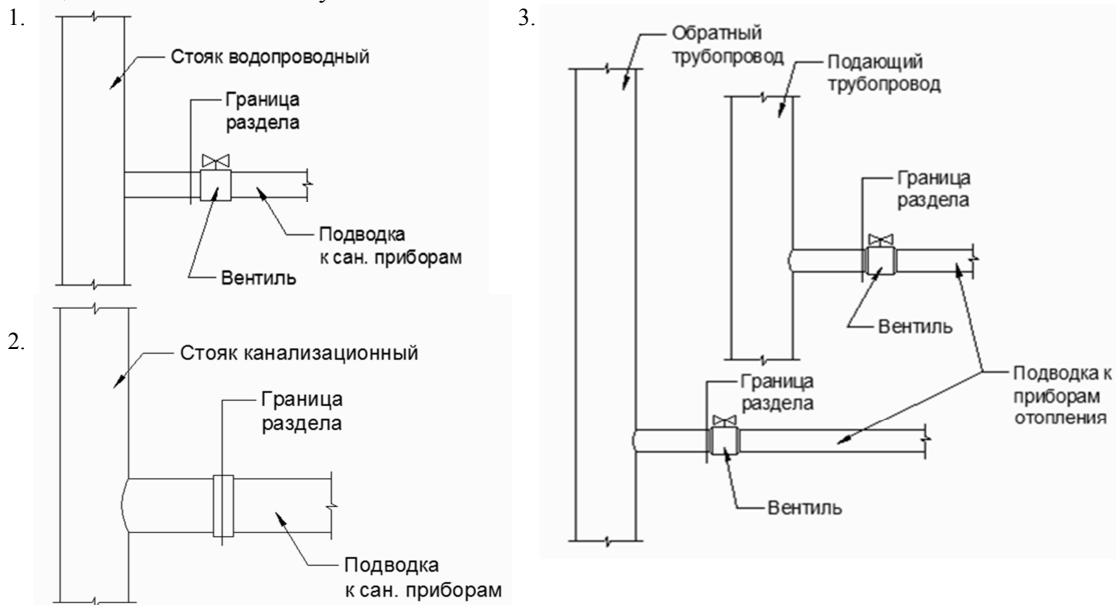 1.
Стояк водопроводный
Граница
раздела
Подводка
к сан. приборам
Вентиль
2.
Стояк канализационный
Граница
раздела
Подводка
к сан. приборам
3.
Обратный
трубопровод
Подающий
трубопровод
Граница
раздела
Вентиль
Граница
раздела
Подводка к
приборам
отопления
Вентиль